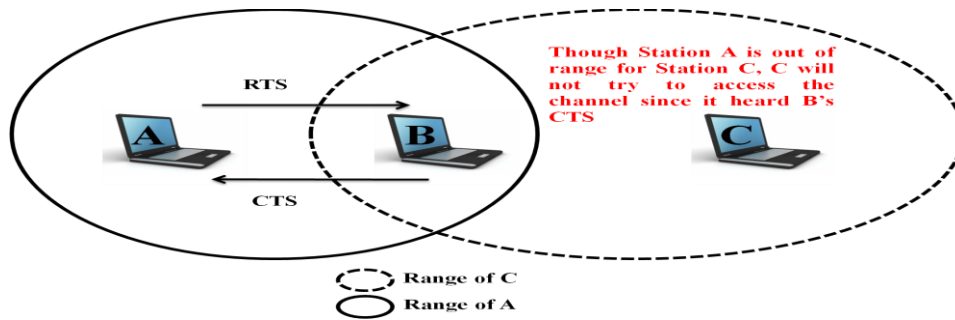 Though Station A is out of
range for Station C, C will
not try to access the
channel since it heard B's
CTS
RTS
A
B
C
CTS
Range of C
Range of A